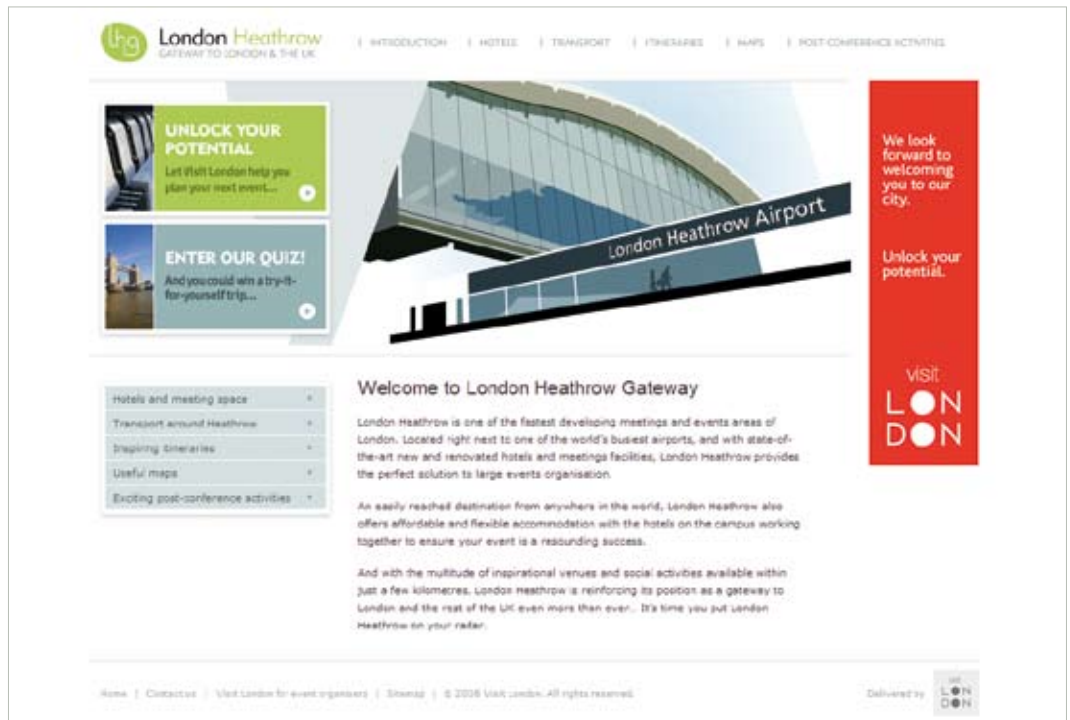 lhg
London Heathrow
GATEWAY TO LONDON & THE UK
| INTRODUCTION | HOTELS | TRANSPORT | ITINERARIES | MAPS | POST-CONFERENCE ACTIVITIES
UNLOCK YOUR
POTENTIAL
Let Visit London help you
plan your next event...
ENTER OUR QUIZ!
And you could win a try-it-
for-yourself trip...
London Heathrow Airport
We look
forward to
welcoming
you to our
city.
Unlock your
potential.
visit
LON
DON
Hotels and meeting space
Transport around Heathrow
Inspiring itineraries
Useful maps
Exciting post-conference activities
Welcome to London Heathrow Gateway
London Heathrow is one of the fastest developing meetings and events areas of
London. Located right next to one of the world's busiest airports, and with state-of-
the-art new and renovated hotels and meetings facilities, London Heathrow provides
the perfect solution to large events organisation.
An easily reached destination from anywhere in the world, London Heathrow also
offers affordable and flexible accommodation with the hotels on the campus working
together to ensure your event is a resounding success.
And with the multitude of inspirational venues and social activities available within
just a few kilometres, London Heathrow is reinforcing its position as a gateway to
London and the rest of the UK even more than ever... It's time you put London
Heathrow on your radar.
Home | Contact us | Visit London for event organisers | Sitemap | © 2008 Visit London. All rights reserved.
Delivered by
visit
LON
DON